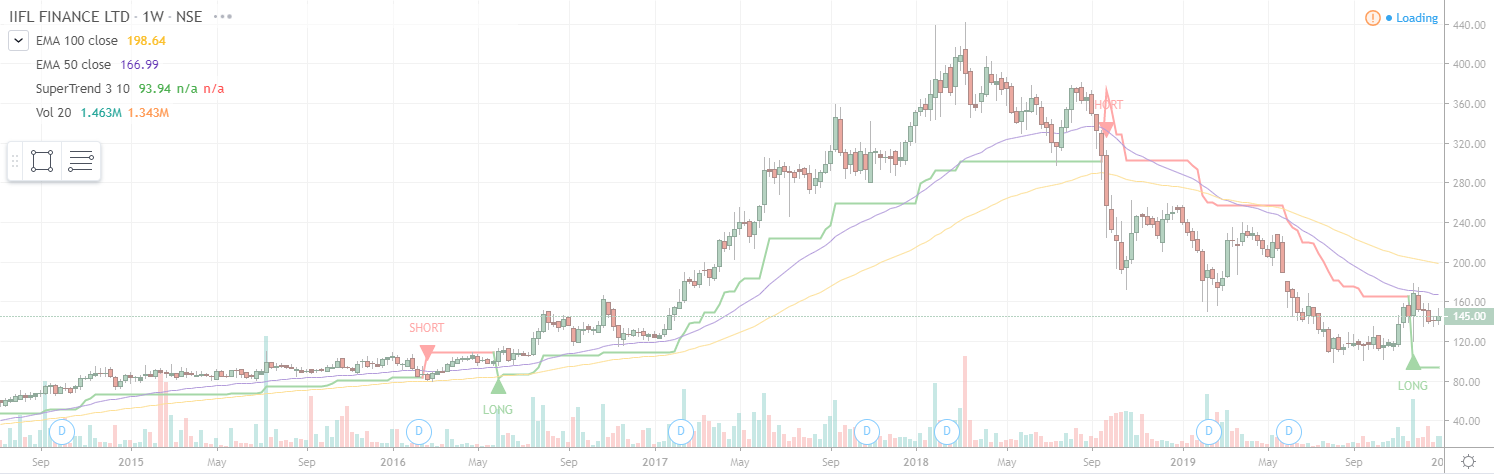 IIFL FINANCE LTD · 1W · NSE
Loading
EMA 100 close 198.64
EMA 50 close 166.99
SuperTrend 3 10 93.94 n/a n/a
Vol 20 1.463M 1.343M
440.00
400.00
360.00
320.00
280.00
240.00
200.00
160.00
145.00
120.00
80.00
40.00
HORT
SHORT
LONG
LONG
D D D D D D D
Sep 2015 May Sep 2016 May Sep 2017 May Sep 2018 May Sep 2019 May Sep 20